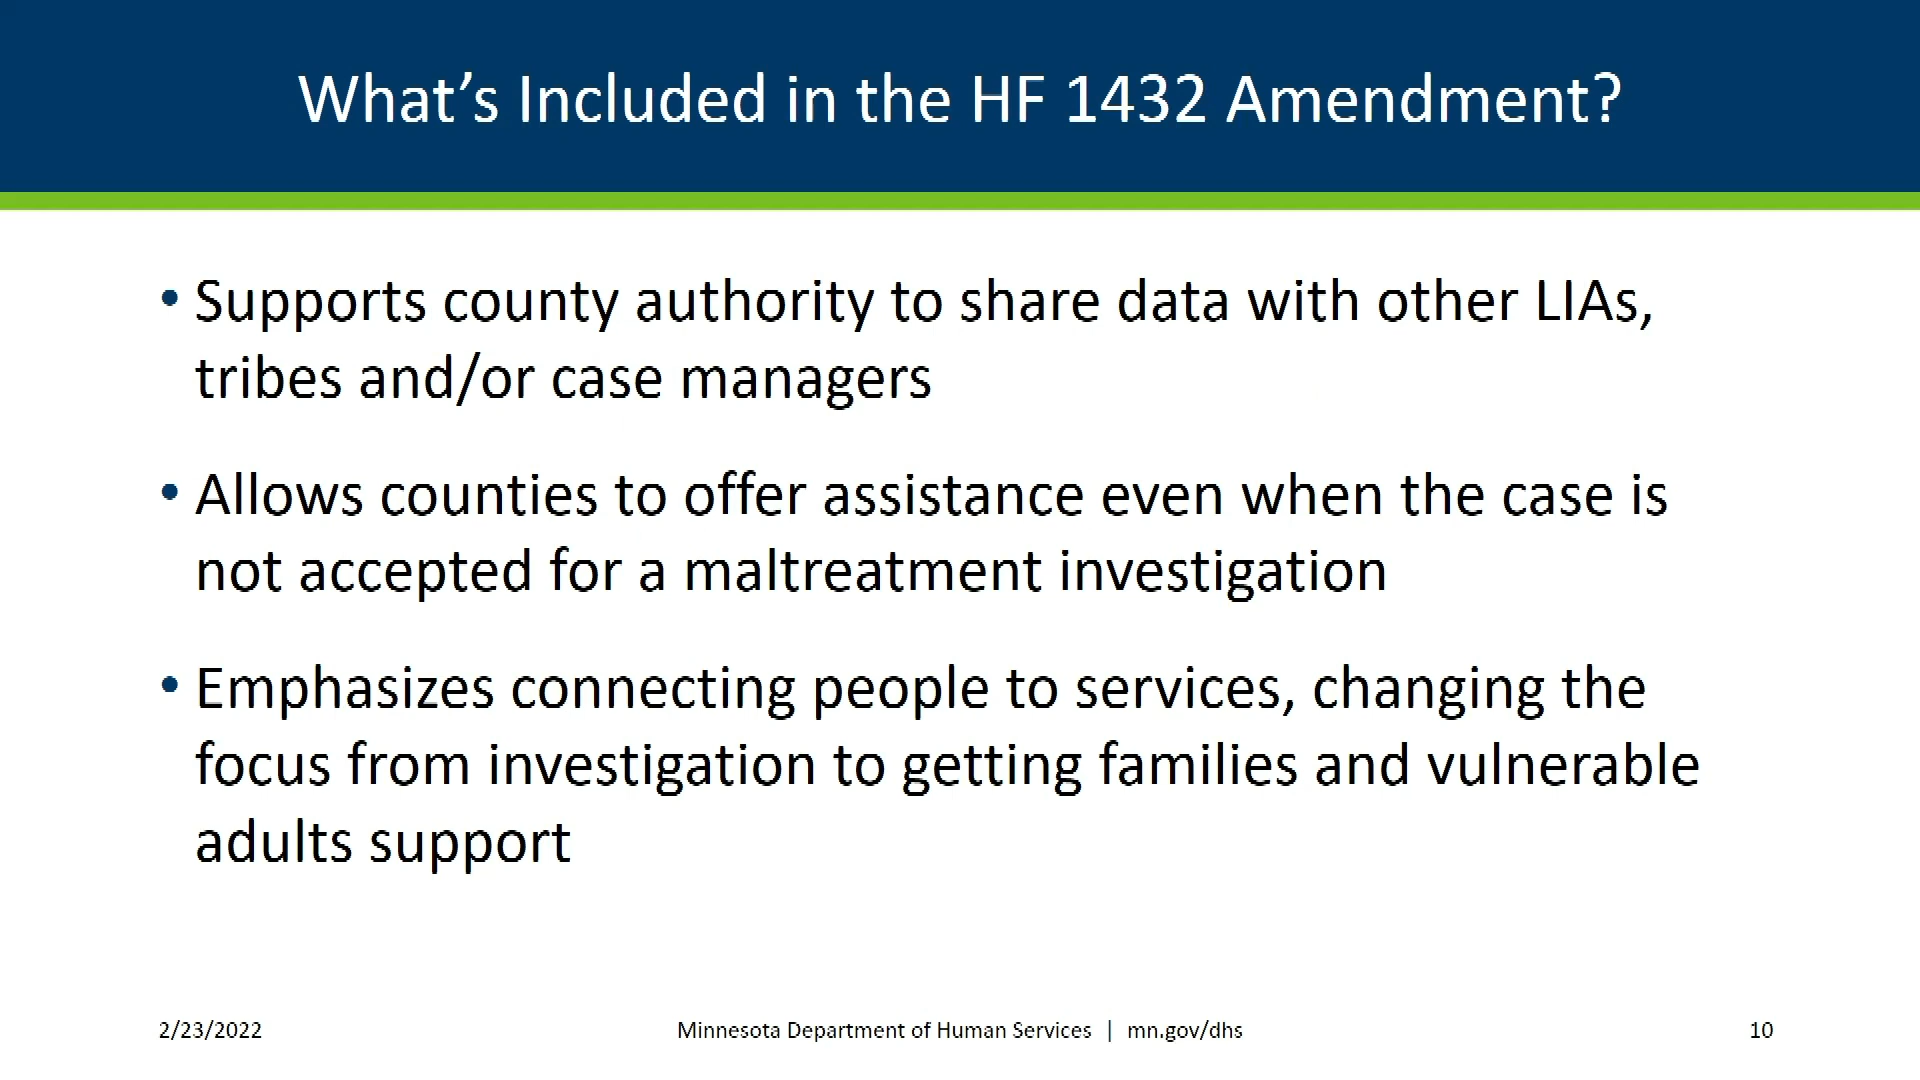 What’s Included in the HF 1432 Amendment?
• Supports county authority to share data with other LIAs,
tribes and/or case managers
• Allows counties to offer assistance even when the case is
not accepted for a maltreatment investigation
• Emphasizes connecting people to services, changing the
focus from investigation to getting families and vulnerable
adults support
2/23/2022
Minnesota Department of Human Services | mn.gov/dhs
10